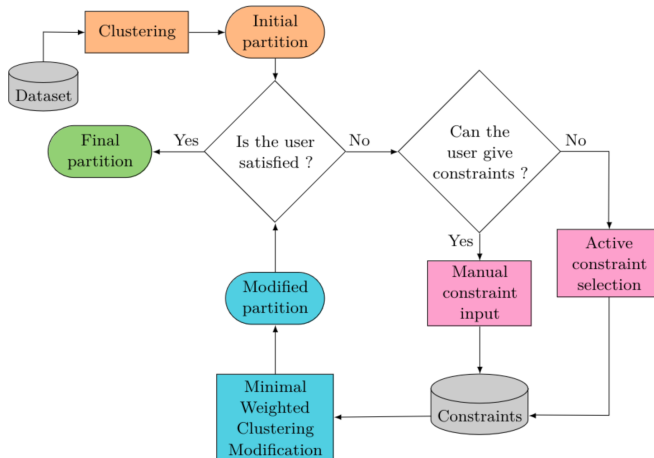 Clustering
Initial
partition
Dataset
Final
partition
Yes
Is the user
satisfied ?
No
Can the
user give
constraints ?
No
Yes
Active
constraint
selection
Manual
constraint
input
Modified
partition
Minimal
Weighted
Clustering
Modification
Constraints